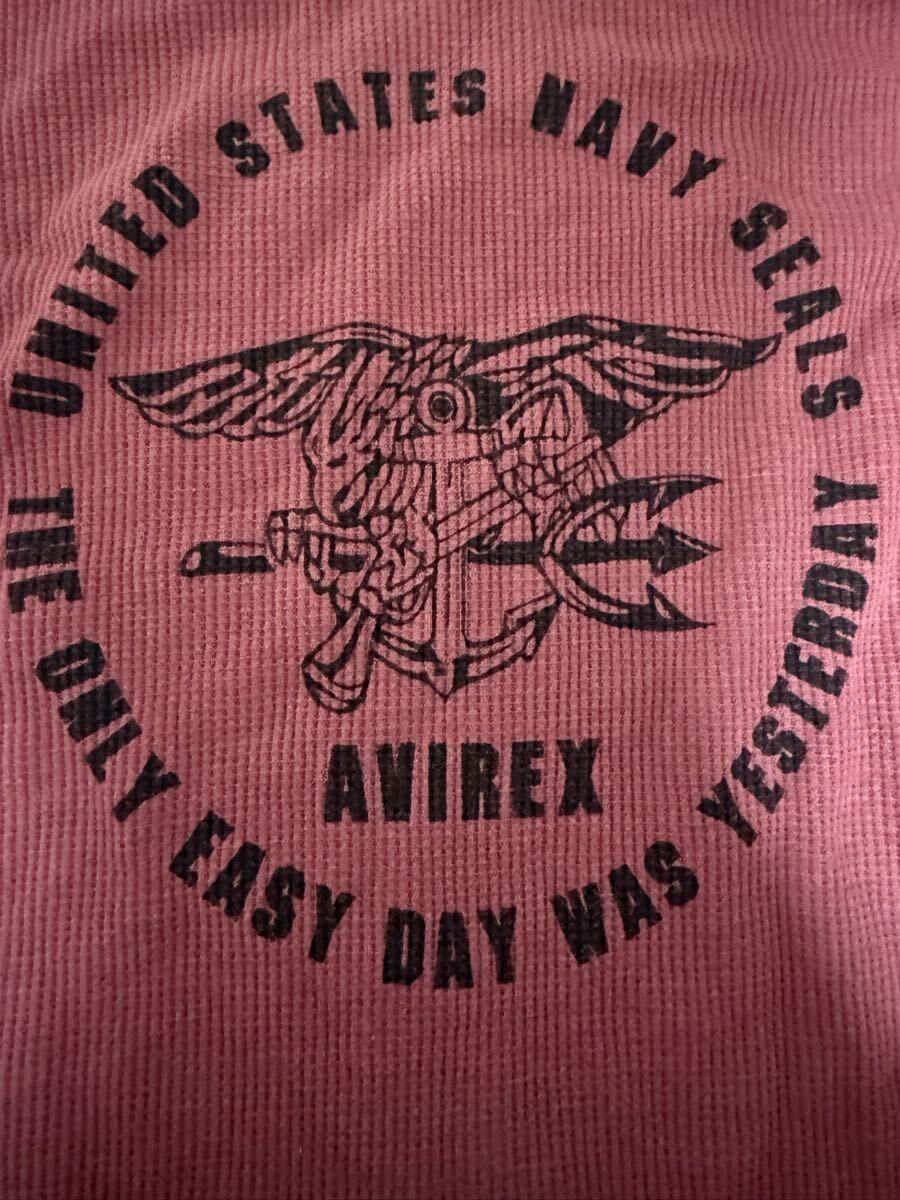 UNITED STATES NAVY SEALS
THE ONLY EASY DAY WAS YESTERDAY
AVIREX